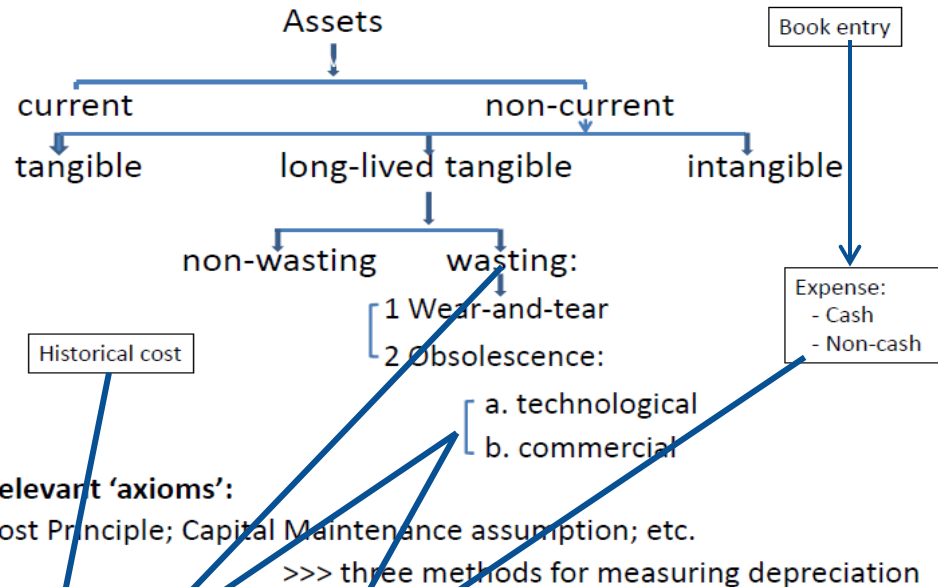 Assets
Book entry
current non-current
tangible long-lived tangible intangible
non-wasting wasting:
Expense:
- Cash
- Non-cash
1 Wear-and-tear
Historical cost
2 Obsolescence:
a. technological
b. commercial
elevant ‘axioms’:
ost Principle; Capital Maintenance assumption; etc.
>>> three methods for measuring depreciation